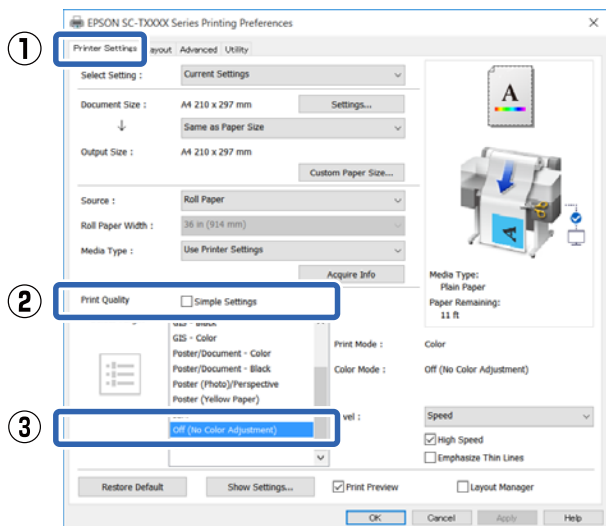 EPSON SC-TXXXX Series Printing Preferences
1
Printer Settings ayout Advanced Utility
Select Setting : Current Settings
Document Size : A4 210 x 297 mm Settings...
Same as Paper Size
Output Size : A4 210 x 297 mm
Custom Paper Size...
Source : Roll Paper
Roll Paper Width : 36 in (914 mm)
Media Type : Use Printer Settings
Acquire Info
A
Media Type:
Plain Paper
Paper Remaining:
11 ft
2
Print Quality Simple Settings
GIS - Black
GIS - Color
Poster/Document - Color
Poster/Document - Black
Poster (Photo)/Perspective
Poster (Yellow Paper)
3
Off (No Color Adjustment)
Print Mode : Color
Color Mode : Off (No Color Adjustment)
vel : Speed
High Speed
Emphasize Thin Lines
Restore Default Show Settings... Print Preview Layout Manager
OK Cancel Apply Help